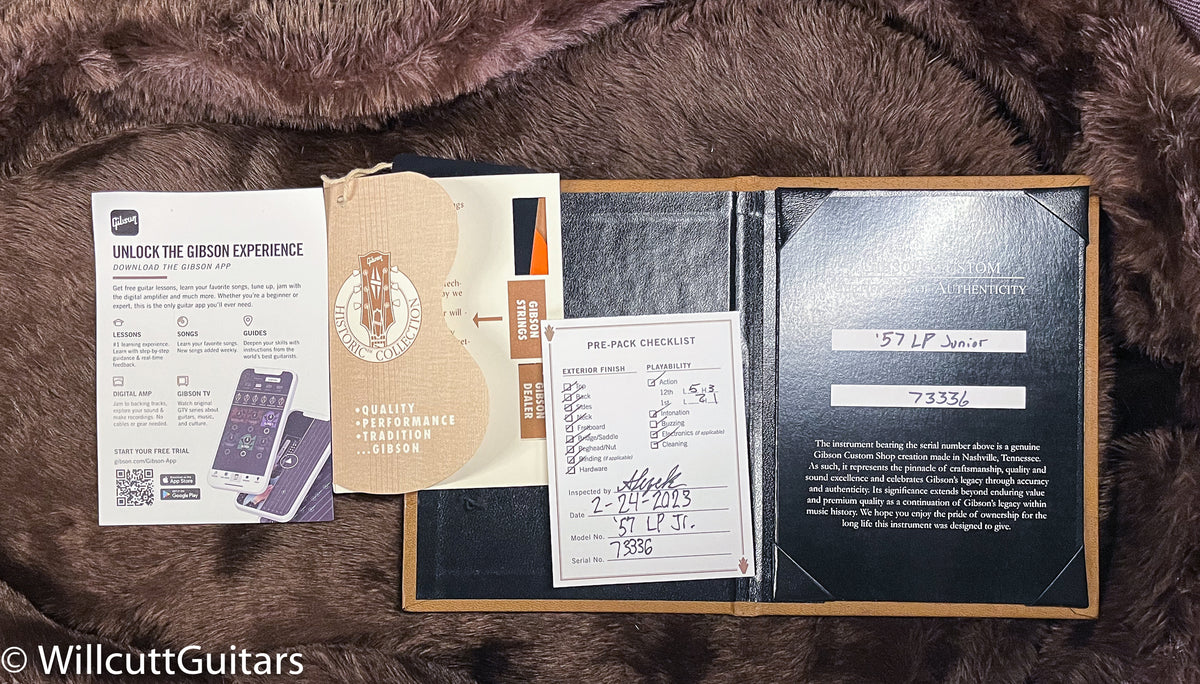 Gibson
UNLOCK THE GIBSON EXPERIENCE
DOWNLOAD THE GIBSON APP
Get free guitar lessons, learn your favorite songs, tune up, jam with
the digital amplifier and much more. Whether you're a beginner or
expert, this is the only guitar app you'll ever need.
LESSONS
#1 learning experience.
Learn with step-by-step
guidance & real-time
feedback.
SONGS
Learn your favorite songs.
New songs added weekly.
GUIDES
Deepen your skills with
instructions from the
world's best guitarists.
DIGITAL AMP
Jam to backing tracks,
explore your sound &
make recordings. No
cables or gear needed.
GIBSON TV
Watch original
GTV series about
guitars, music,
and culture.
START YOUR FREE TRIAL
gibson.com/Gibson-App
App Store
Google Play
Gibson
HISTORIC COLLECTION
•QUALITY
•PERFORMANCE
•TRADITION
...GIBSON
GIBSON
STRINGS
GIBSON
DEALER
PRE-PACK CHECKLIST
EXTERIOR FINISH
Top
Back
Sides
Neck
Fretboard
Bridge/Saddle
Peghead/Nut
Binding (if applicable)
Hardware
PLAYABILITY
Action
12th L 5 H 3
1st L 2 1
Intonation
Buzzing
Electronics (if applicable)
Cleaning
Inspected by
Date 2-24-2023
Model No. '57 LP Jr.
Serial No. 73336
OF AUTHENTICITY
'57 LP Junior
73336
The instrument bearing the serial number above is a genuine
Gibson Custom Shop creation made in Nashville, Tennessee.
As such, it represents the pinnacle of craftsmanship, quality and
sound excellence and celebrates Gibson's legacy through accuracy
and authenticity. Its significance extends beyond enduring value
and premium quality as a continuation of Gibson's legacy within
music history. We hope you enjoy the pride of ownership for the
long life this instrument was designed to give.
© WillcuttGuitars